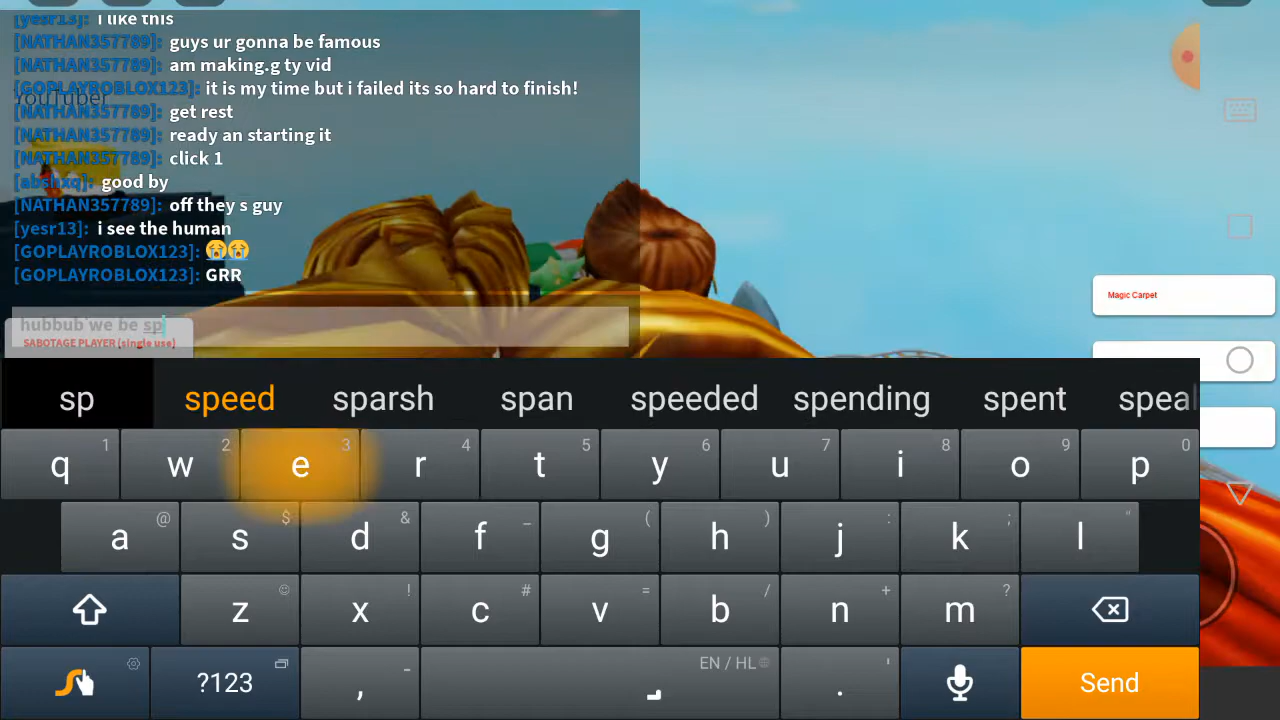 [yesr13]: i like this
[NATHAN357789]: guys ur gonna be famous
[NATHAN357789]: am making.g ty vid
[GOPLAYROBLOX123]: it is my time but i failed its so hard to finish!
YouTuber
[NATHAN357789]: get rest
[NATHAN357789]: ready an starting it
[NATHAN357789]: click 1
[abshxq]: good by
[NATHAN357789]: off they s guy
[yesr13]: i see the human
[GOPLAYROBLOX123]: 😭😭
[GOPLAYROBLOX123]: GRR
Magic Carpet
hubbub we be sp
SABOTAGE PLAYER (single use)
sp speed sparsh span speeded spending spent speal
q 1 w 2 e 3 r 4 t 5 y 6 u 7 i 8 o 9 p 0
a @ s $ d & f _ g ( h ) j : k ; l "
z x ! c # v = b / n + m ?
?123 , - EN / HL . ' Send